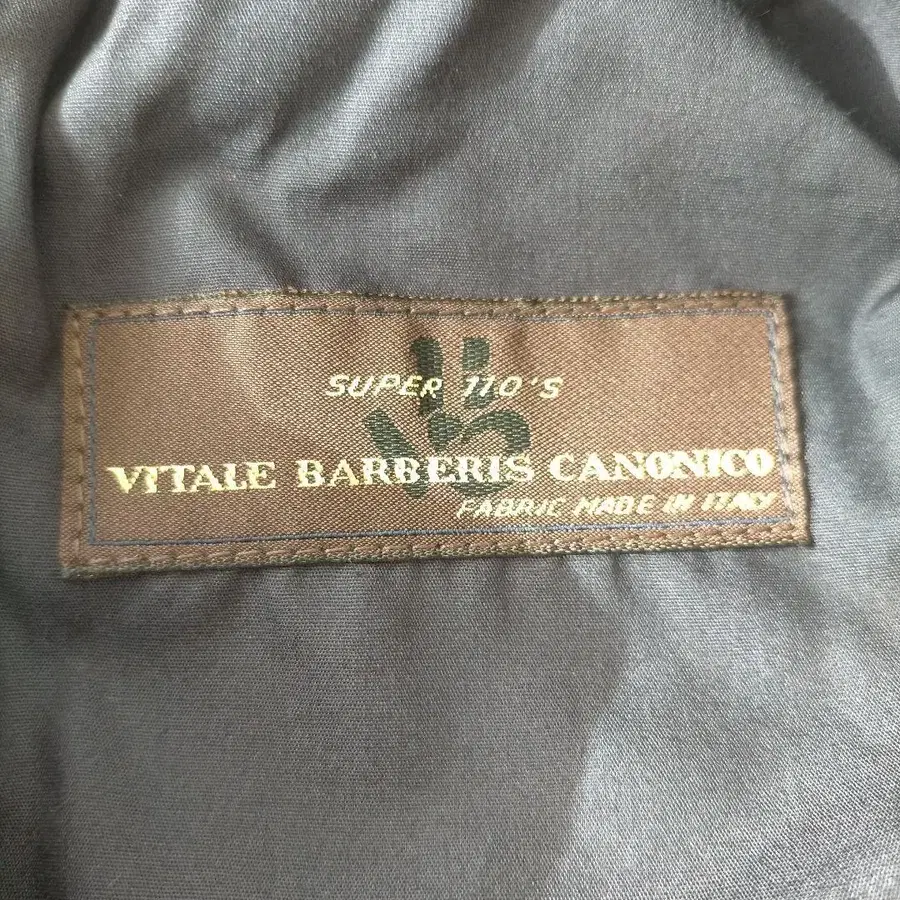 SUPER 110'S
VITALE BARBERIS CANONICO
FABRIC MADE IN ITALY